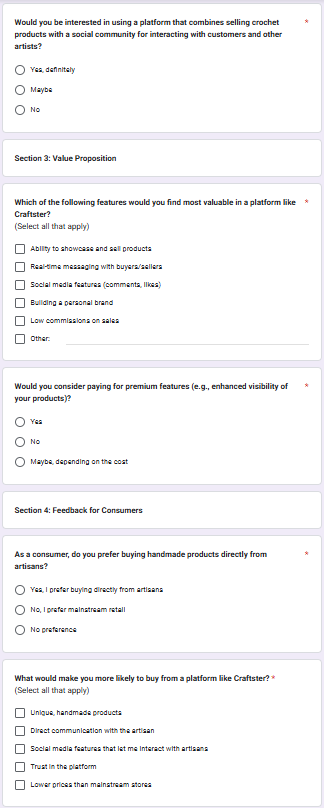 Would you be interested in using a platform that combines selling crochet *
products with a social community for interacting with customers and other
artists?
Yes, definitely
Maybe
No
Section 3: Value Proposition
Which of the following features would you find most valuable in a platform like *
Craftster?
(Select all that apply)
Ability to showcase and sell products
Real-time messaging with buyers/sellers
Social media features (comments, likes)
Building a personal brand
Low commissions on sales
Other:
Would you consider paying for premium features (e.g., enhanced visibility of *
your products)?
Yes
No
Maybe, depending on the cost
Section 4: Feedback for Consumers
As a consumer, do you prefer buying handmade products directly from *
artisans?
Yes, I prefer buying directly from artisans
No, I prefer mainstream retail
No preference
What would make you more likely to buy from a platform like Craftster? *
(Select all that apply)
Unique, handmade products
Direct communication with the artisan
Social media features that let me interact with artisans
Trust in the platform
Lower prices than mainstream stores